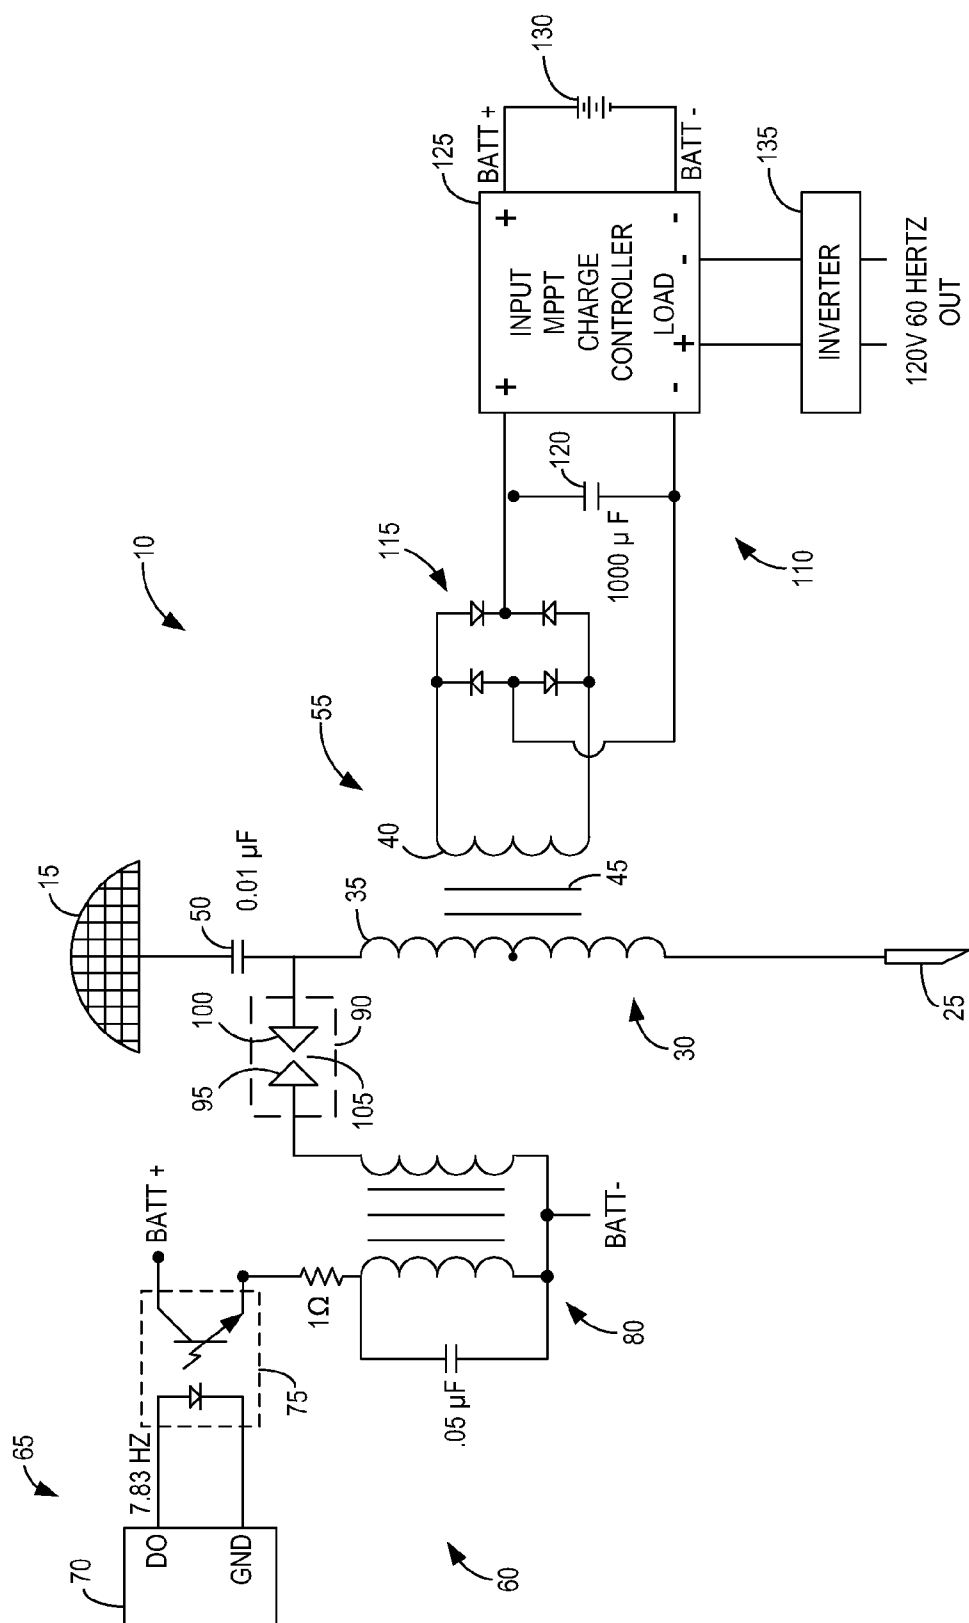 10
65
70
DO
GND
7.83 HZ
75
BATT +
1Ω
.05 µF
80
60
BATT-
95
100
90
105
15
50
0.01 µF
35
30
25
40
45
55
115
120
1000 µ F
110
125
BATT +
BATT -
130
+ +
INPUT
MPPT
CHARGE
CONTROLLER
LOAD
- + - -
135
INVERTER
120V 60 HERTZ
OUT